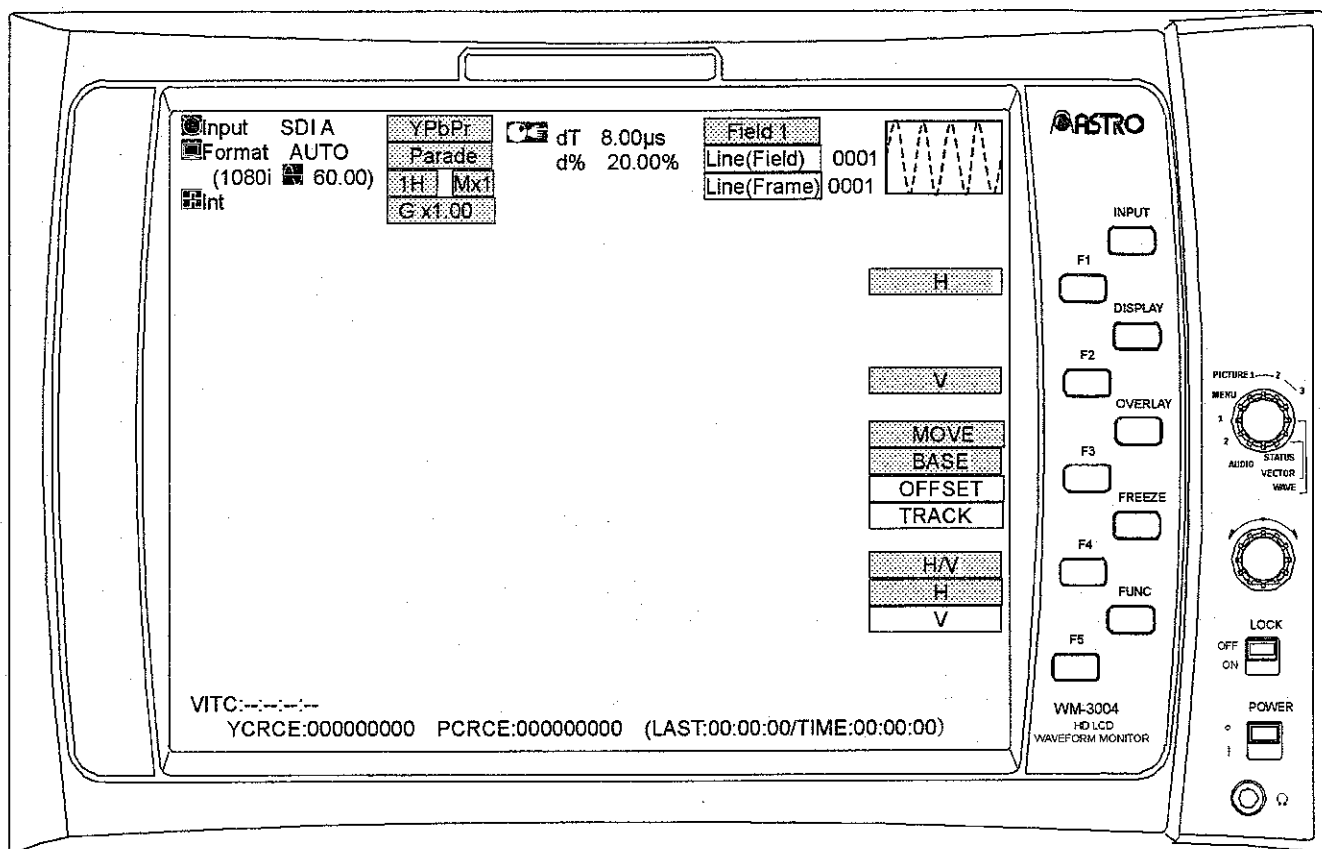 Input SDI A
Format AUTO
(1080i 60.00)
Int
YPbPr
Parade
1H Mx1
G x1.00
dT 8.00µs
d% 20.00%
Field 1
Line(Field) 0001
Line(Frame) 0001
H
V
MOVE
BASE
OFFSET
TRACK
H/V
H
V
VITC:--:--:--:--
YCRCE:000000000 PCRCE:000000000 (LAST:00:00:00/TIME:00:00:00)
ASTRO
INPUT
F1
DISPLAY
F2
OVERLAY
F3
FREEZE
F4
FUNC
F5
WM-3004
HD LCD
WAVEFORM MONITOR
PICTURE 1 2 3
MENU
1
2
AUDIO
STATUS
VECTOR
WAVE
LOCK
OFF
ON
POWER
Ω